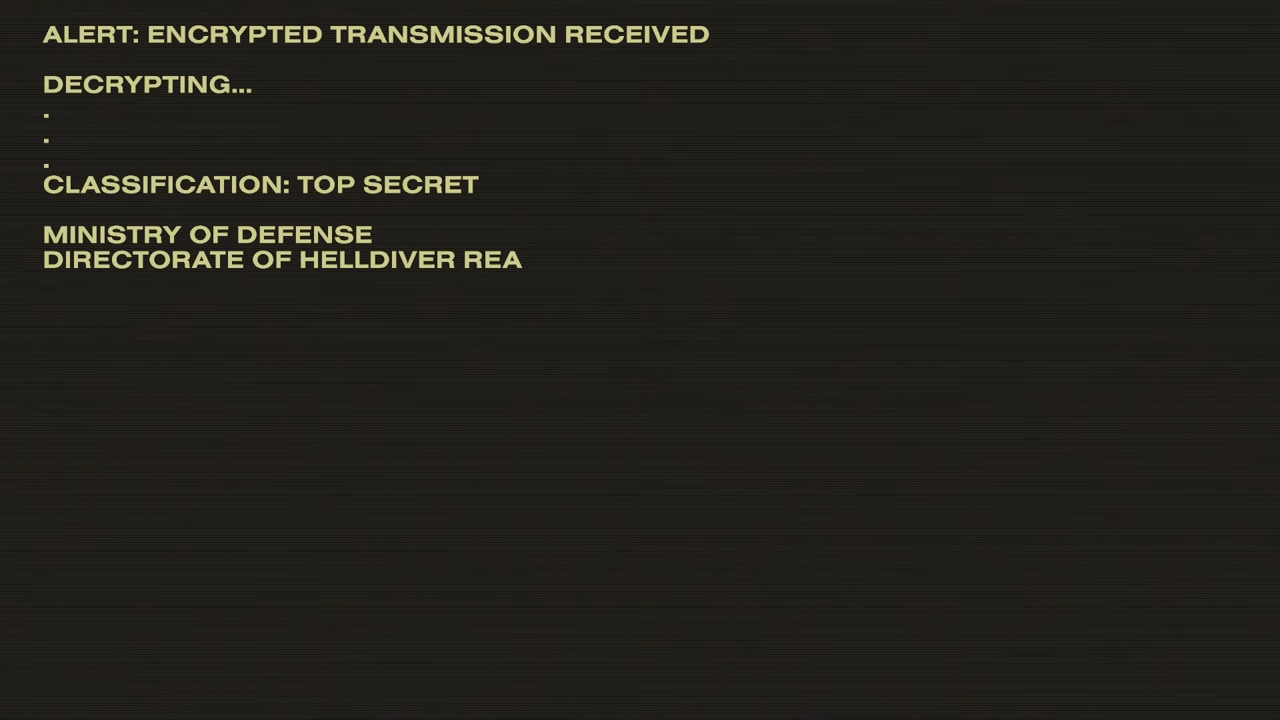 ALERT: ENCRYPTED TRANSMISSION RECEIVED
DECRYPTING...
.
.
.
CLASSIFICATION: TOP SECRET
MINISTRY OF DEFENSE
DIRECTORATE OF HELLDIVER REA